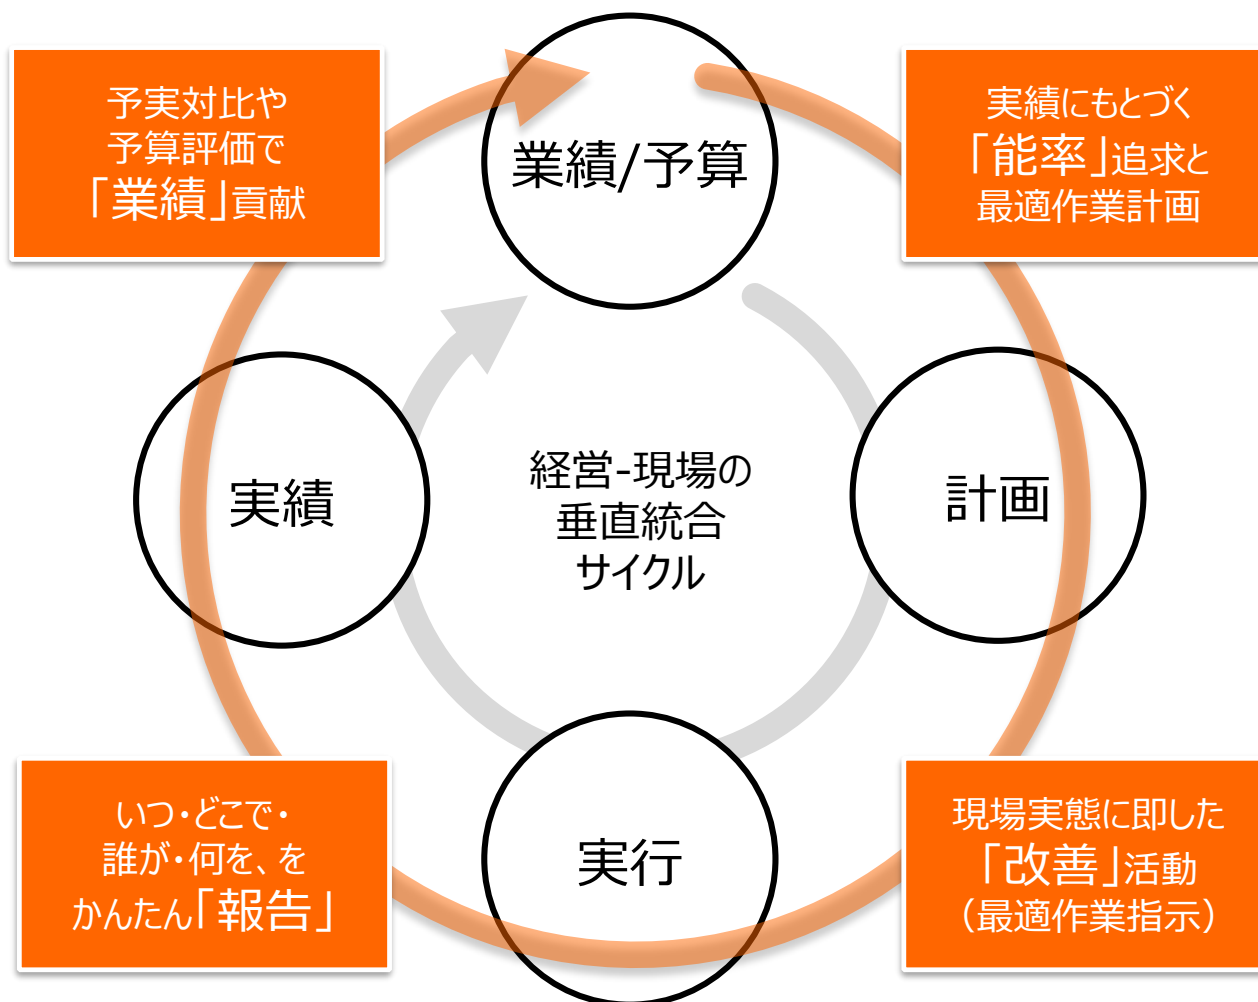 予実対比や
予算評価で
「業績」貢献
業績/予算
実績にもとづく
「能率」追求と
最適作業計画
実績
経営-現場の
垂直統合
サイクル
計画
いつ・どこで・
誰が・何を、を
かんたん「報告」
実行
現場実態に即した
「改善」活動
（最適作業指示）